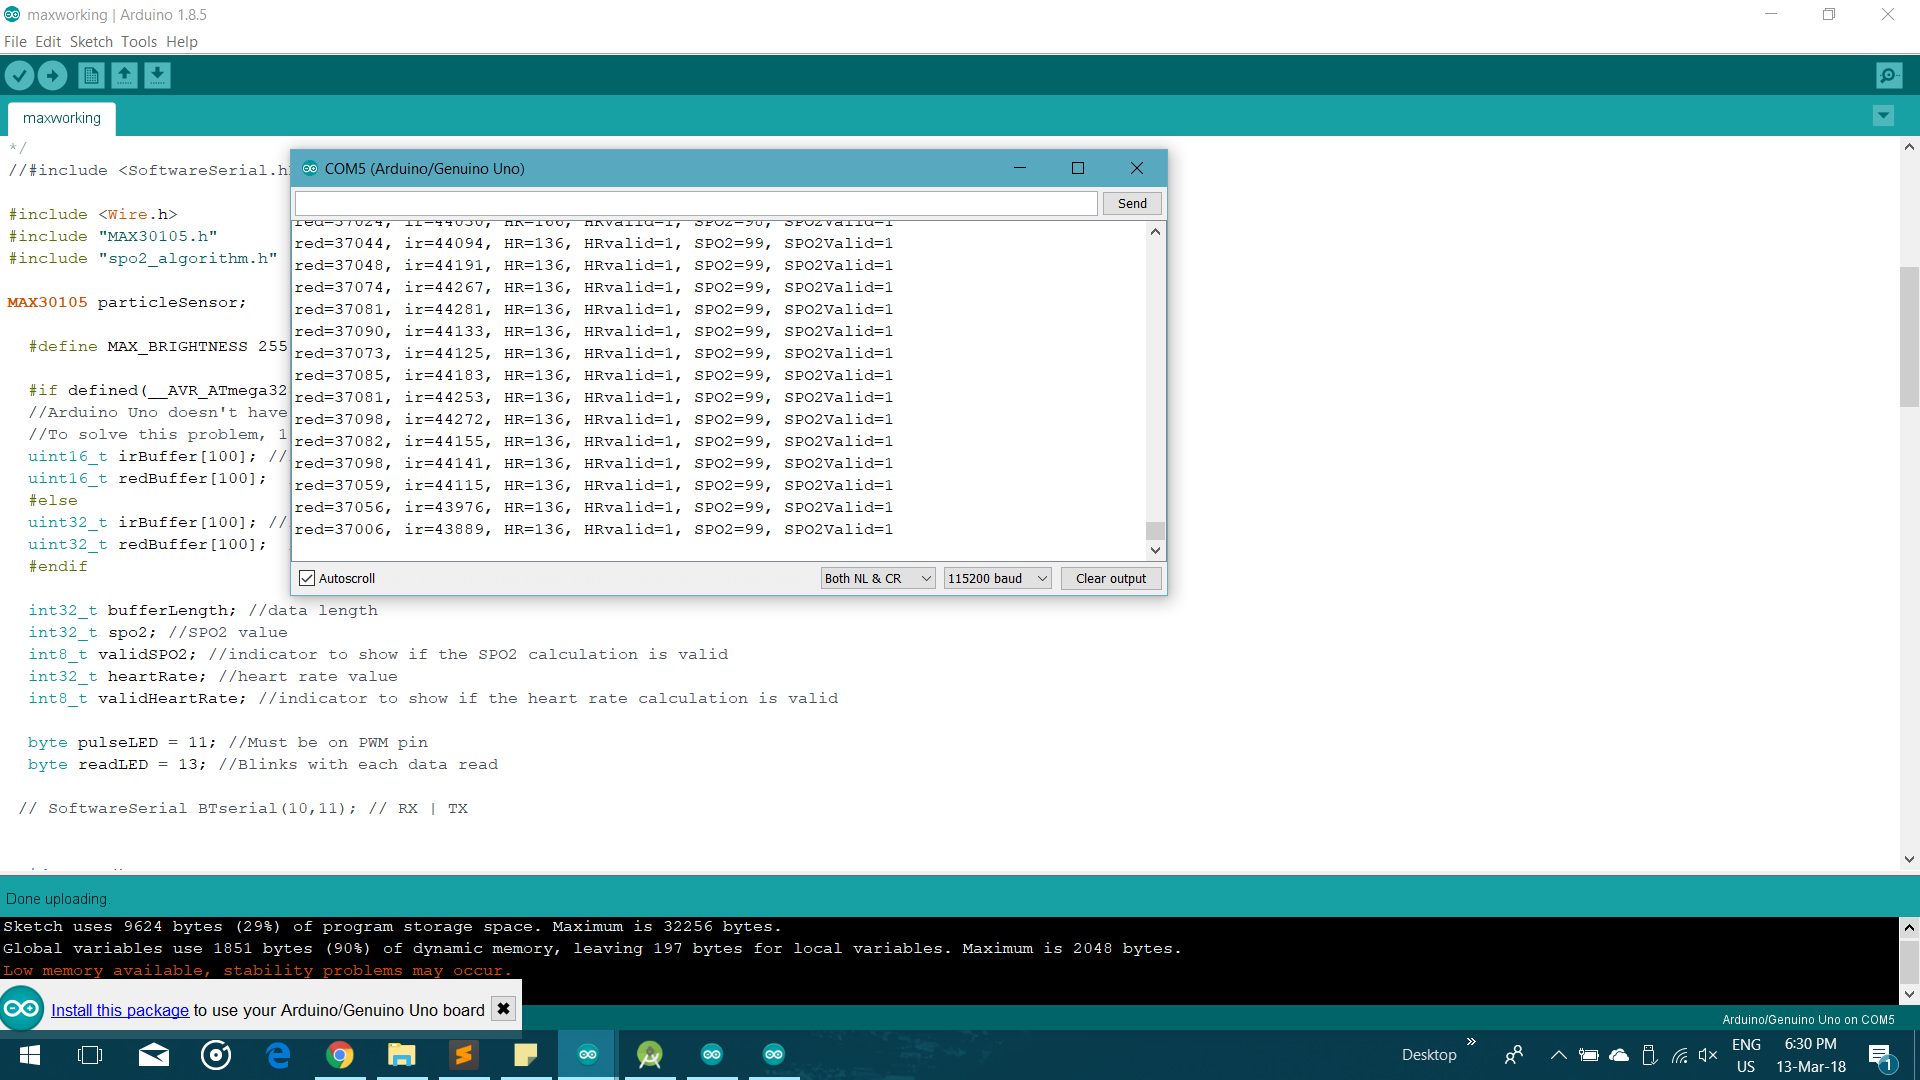 maxworking | Arduino 1.8.5
File Edit Sketch Tools Help
maxworking
*/
//#include <SoftwareSerial.h
#include <Wire.h>
#include "MAX30105.h"
#include "spo2_algorithm.h"
MAX30105 particleSensor;
#define MAX_BRIGHTNESS 255
#if defined(__AVR_ATmega32
//Arduino Uno doesn't have
//To solve this problem, 1
uint16_t irBuffer[100]; //
uint16_t redBuffer[100];
#else
uint32_t irBuffer[100]; //
uint32_t redBuffer[100];
#endif
int32_t bufferLength; //data length
int32_t spo2; //SPO2 value
int8_t validSPO2; //indicator to show if the SPO2 calculation is valid
int32_t heartRate; //heart rate value
int8_t validHeartRate; //indicator to show if the heart rate calculation is valid
byte pulseLED = 11; //Must be on PWM pin
byte readLED = 13; //Blinks with each data read
// SoftwareSerial BTserial(10,11); // RX | TX
COM5 (Arduino/Genuino Uno)
Send
red=37044, ir=44094, HR=136, HRvalid=1, SPO2=99, SPO2Valid=1
red=37048, ir=44191, HR=136, HRvalid=1, SPO2=99, SPO2Valid=1
red=37074, ir=44267, HR=136, HRvalid=1, SPO2=99, SPO2Valid=1
red=37081, ir=44281, HR=136, HRvalid=1, SPO2=99, SPO2Valid=1
red=37090, ir=44133, HR=136, HRvalid=1, SPO2=99, SPO2Valid=1
red=37073, ir=44125, HR=136, HRvalid=1, SPO2=99, SPO2Valid=1
red=37085, ir=44183, HR=136, HRvalid=1, SPO2=99, SPO2Valid=1
red=37081, ir=44253, HR=136, HRvalid=1, SPO2=99, SPO2Valid=1
red=37098, ir=44272, HR=136, HRvalid=1, SPO2=99, SPO2Valid=1
red=37082, ir=44155, HR=136, HRvalid=1, SPO2=99, SPO2Valid=1
red=37098, ir=44141, HR=136, HRvalid=1, SPO2=99, SPO2Valid=1
red=37059, ir=44115, HR=136, HRvalid=1, SPO2=99, SPO2Valid=1
red=37056, ir=43976, HR=136, HRvalid=1, SPO2=99, SPO2Valid=1
red=37006, ir=43889, HR=136, HRvalid=1, SPO2=99, SPO2Valid=1
Autoscroll
Both NL & CR
115200 baud
Clear output
Done uploading.
Sketch uses 9624 bytes (29%) of program storage space. Maximum is 32256 bytes.
Global variables use 1851 bytes (90%) of dynamic memory, leaving 197 bytes for local variables. Maximum is 2048 bytes.
Low memory available, stability problems may occur.
Install this package to use your Arduino/Genuino Uno board
Arduino/Genuino Uno on COM5
Desktop
ENG
US
6:30 PM
13-Mar-18
1